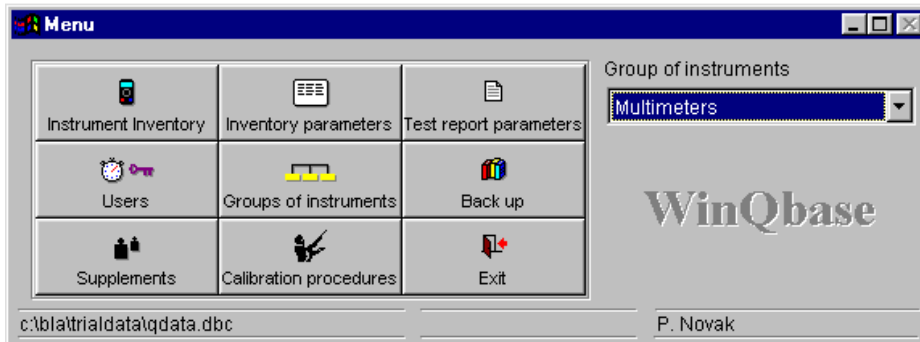 Menu
Group of instruments
Multimeters
Instrument Inventory
Inventory parameters
Test report parameters
Users
Groups of instruments
Back up
Supplements
Calibration procedures
Exit
WinQbase
c:\bla\trialdata\qdata.dbc
P. Novak